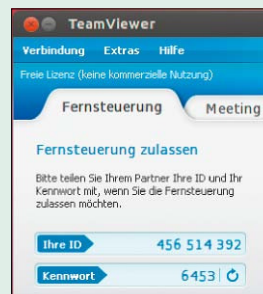 TeamViewer
Verbindung Extras Hilfe
Freie Lizenz (keine kommerzielle Nutzung)
Fernsteuerung Meeting
Fernsteuerung zulassen
Bitte teilen Sie Ihrem Partner Ihre ID und Ihr
Kennwort mit, wenn Sie die Fernsteuerung
zulassen möchten.
Ihre ID 456 514 392
Kennwort 6453